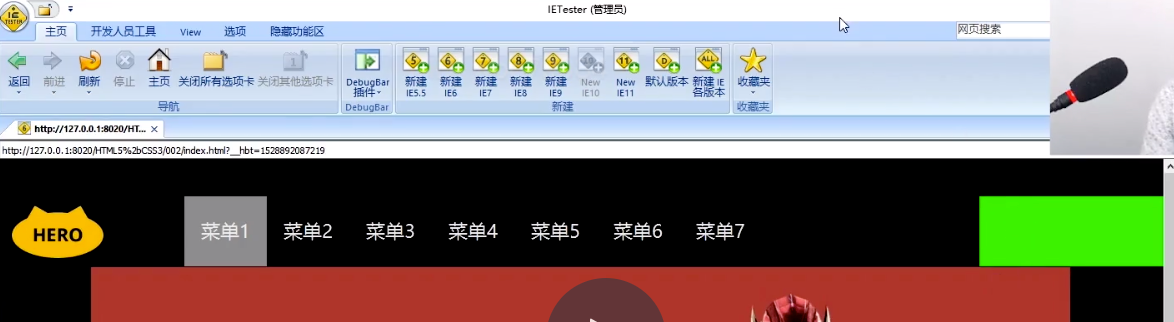 IETester (管理员)
IE TESTER
主页 开发人员工具 View 选项 隐藏功能区 网页搜索
返回 前进 刷新 停止 主页 关闭所有选项卡 关闭其他选项卡 DebugBar 插件 新建 IE5.5 新建 IE6 新建 IE7 新建 IE8 新建 IE9 New IE10 New IE11 默认版本 新建 IE 各版本 收藏夹
导航 DebugBar 新建 收藏夹
http://127.0.0.1:8020/HT...
http://127.0.0.1:8020/HTML5%2bCSS3/002/index.html?__hbt=1528892087219
HERO 菜单1 菜单2 菜单3 菜单4 菜单5 菜单6 菜单7